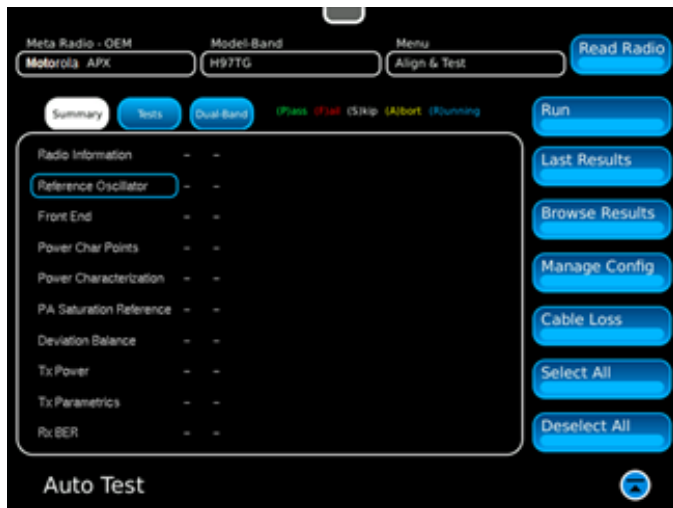 Meta Radio - OEM Model-Band Menu
Motorola APX H97TG Align & Test Read Radio
Summary Tests Dual-Band (P)ass (F)ail (S)kip (A)bort (R)unning
Run
Radio Information - -
Last Results
Reference Oscillator - -
Front End - -
Browse Results
Power Char Points - -
Power Characterization - -
Manage Config
PA Saturation Reference - -
Cable Loss
Deviation Balance - -
Tx Power - -
Select All
Tx Parametrics - -
Rx BER - -
Deselect All
Auto Test